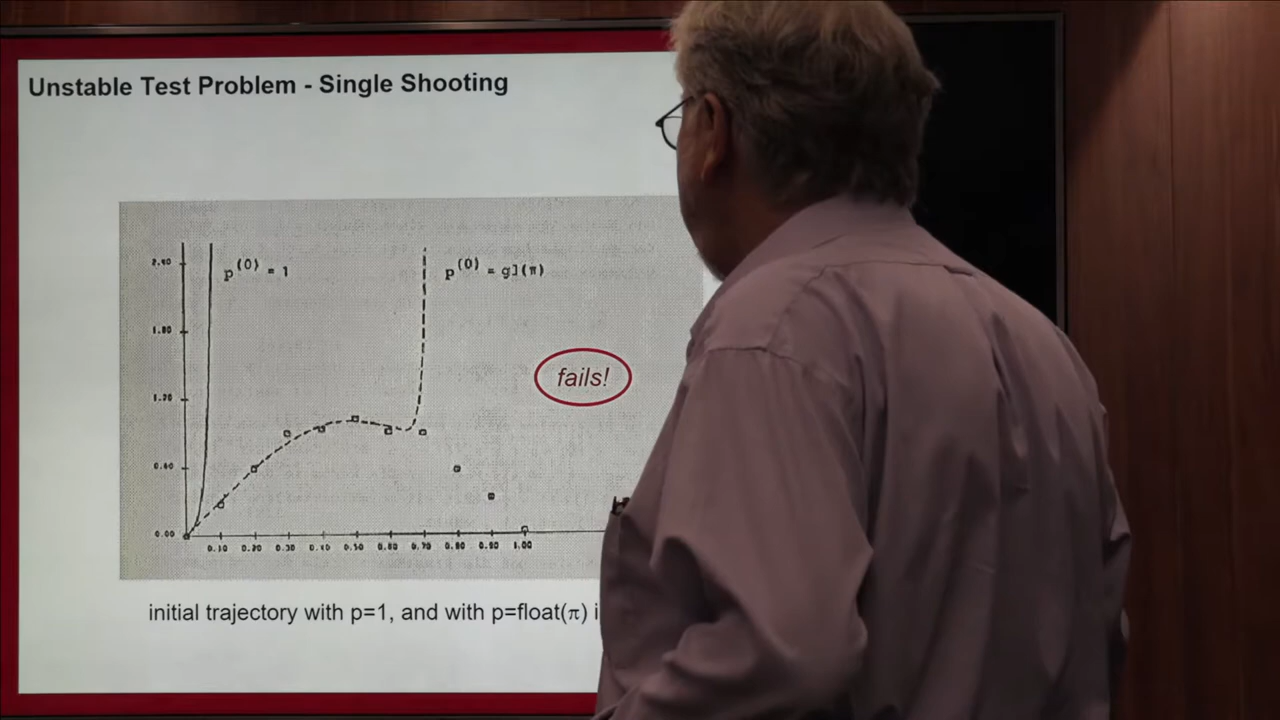 Unstable Test Problem - Single Shooting
2.40
p(0) = 1
p(0) = gl(π)
1.80
fails!
1.20
0.60
0.00
0.10 0.20 0.30 0.40 0.50 0.60 0.70 0.80 0.90 1.00
initial trajectory with p=1, and with p=float(π)